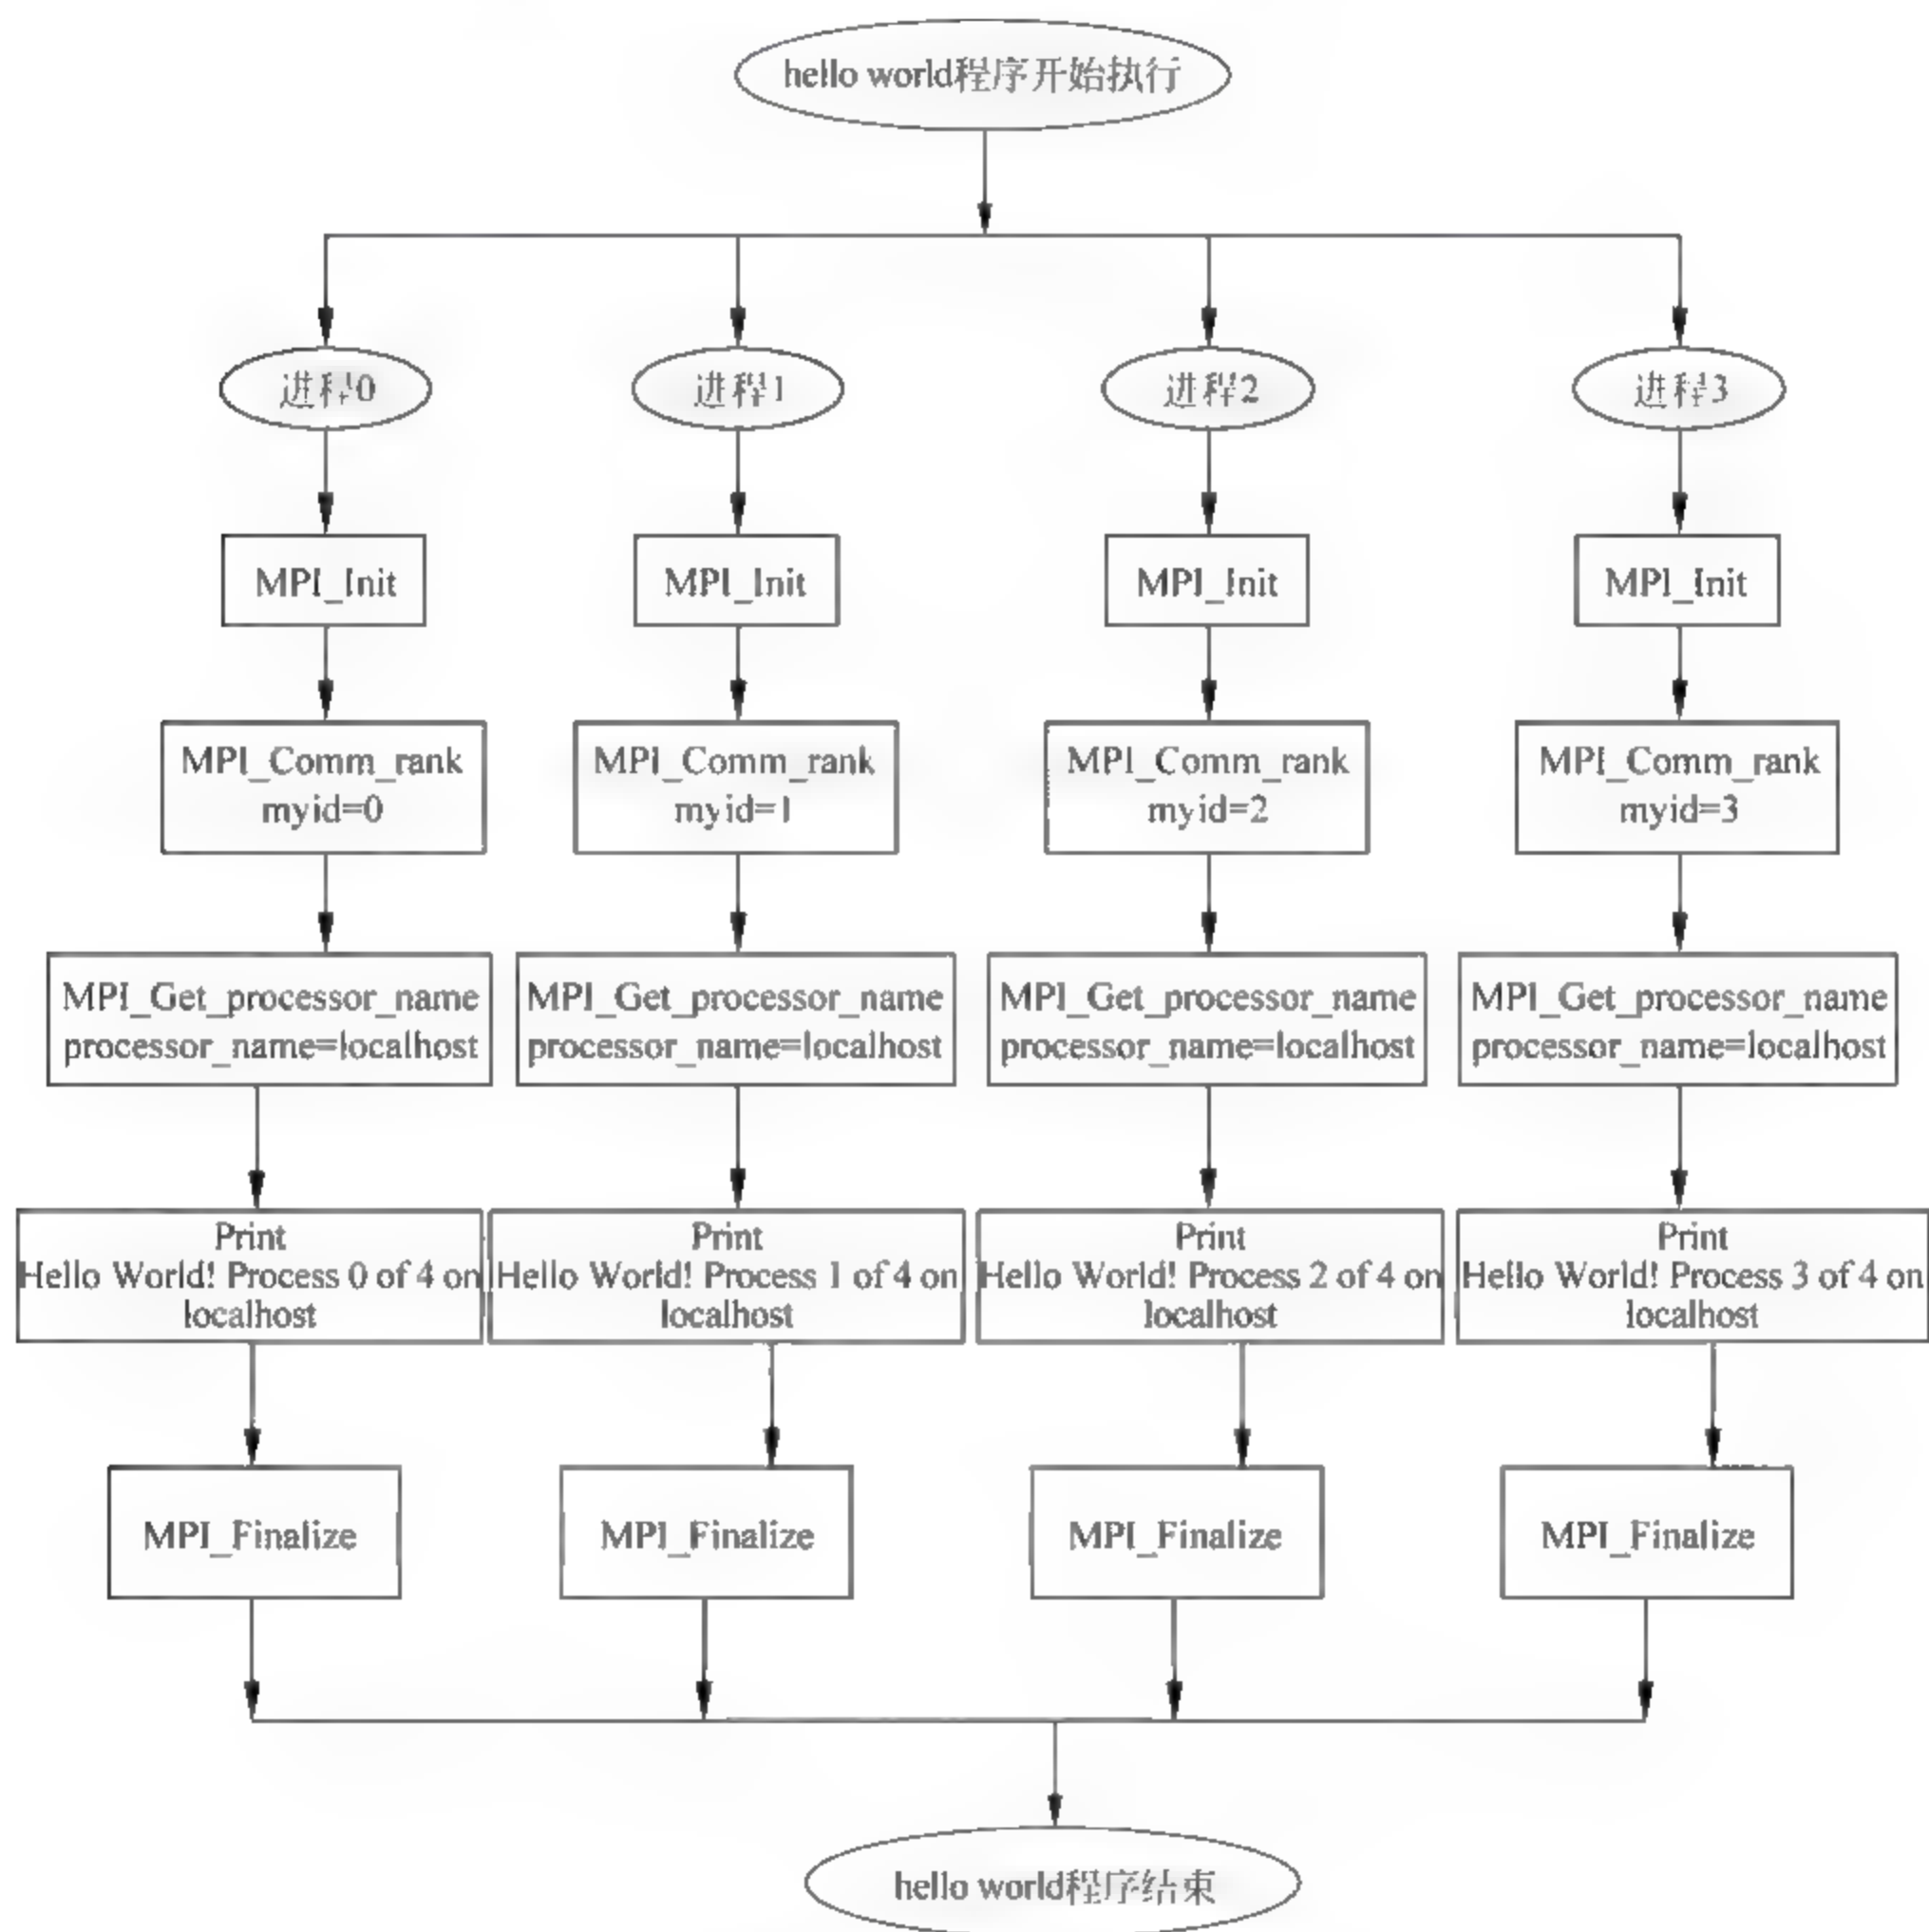 hello world程序开始执行
进程0
进程1
进程2
进程3
MPI_Init
MPI_Init
MPI_Init
MPI_Init
MPI_Comm_rank
myid=0
MPI_Comm_rank
myid=1
MPI_Comm_rank
myid=2
MPI_Comm_rank
myid=3
MPI_Get_processor_name
processor_name=localhost
MPI_Get_processor_name
processor_name=localhost
MPI_Get_processor_name
processor_name=localhost
MPI_Get_processor_name
processor_name=localhost
Print
Hello World! Process 0 of 4 on
localhost
Print
Hello World! Process 1 of 4 on
localhost
Print
Hello World! Process 2 of 4 on
localhost
Print
Hello World! Process 3 of 4 on
localhost
MPI_Finalize
MPI_Finalize
MPI_Finalize
MPI_Finalize
hello world程序结束